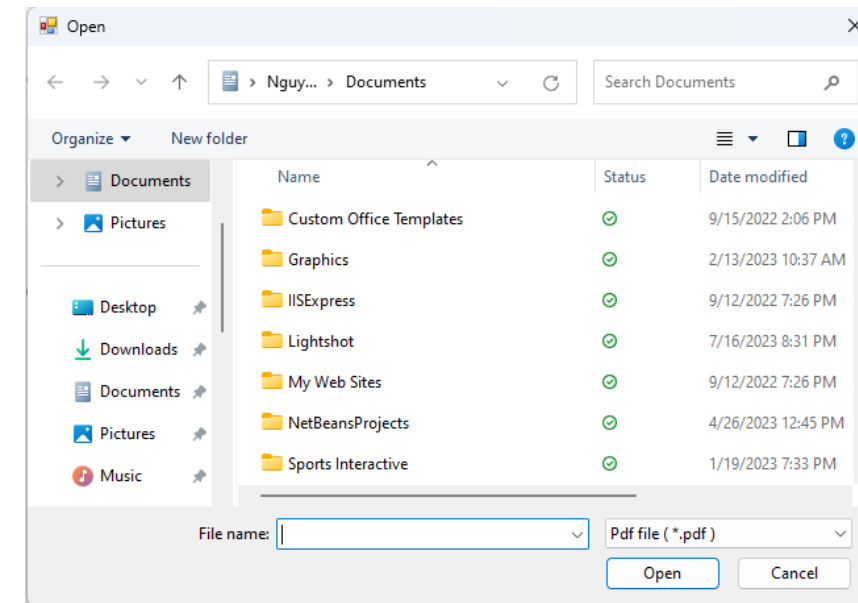 Open
Nguy... > Documents
Search Documents
Organize
New folder
Documents
Pictures
Desktop
Downloads
Documents
Pictures
Music
Name
Status
Date modified
Custom Office Templates
9/15/2022 2:06 PM
Graphics
2/13/2023 10:37 AM
IISExpress
9/12/2022 7:26 PM
Lightshot
7/16/2023 8:31 PM
My Web Sites
9/12/2022 7:26 PM
NetBeansProjects
4/26/2023 12:45 PM
Sports Interactive
1/19/2023 7:33 PM
File name:
Pdf file ( *.pdf )
Open
Cancel